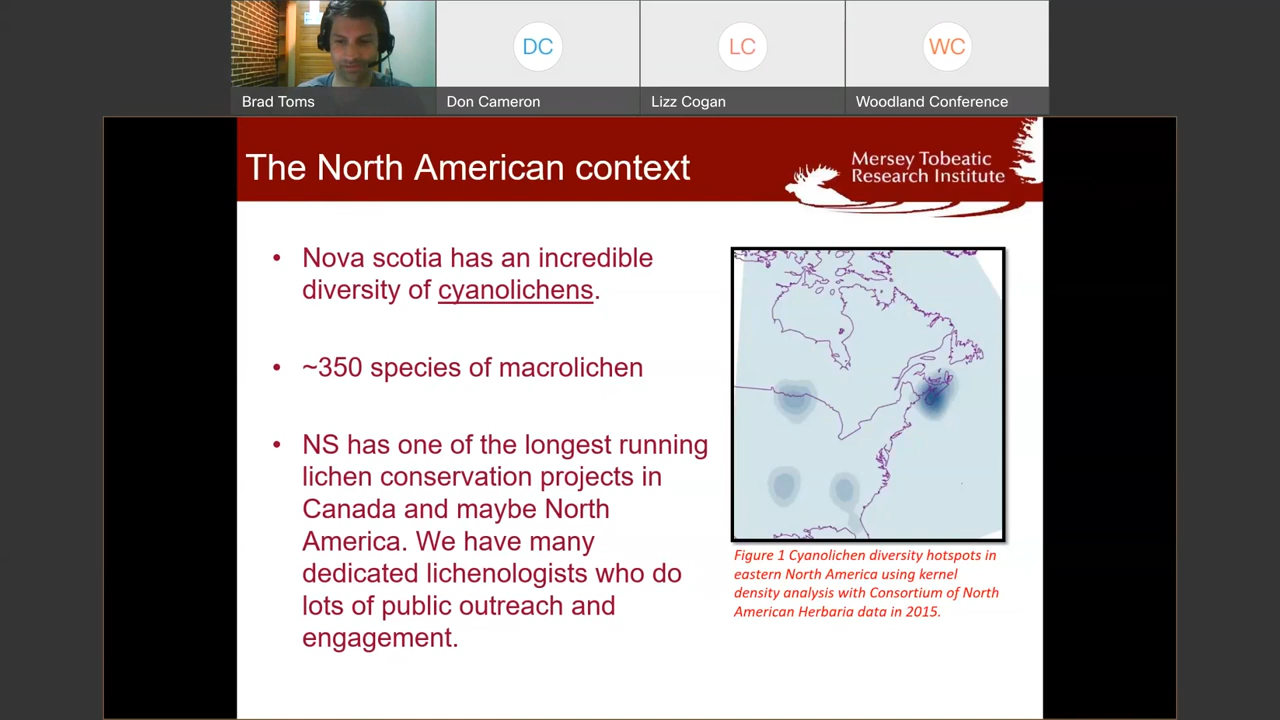 DC
LC
WC
Brad Toms
Don Cameron
Lizz Cogan
Woodland Conference
The North American context
Mersey Tobeatic
Research Institute
• Nova scotia has an incredible
diversity of cyanolichens.
• ~350 species of macrolichen
• NS has one of the longest running
lichen conservation projects in
Canada and maybe North
America. We have many
dedicated lichenologists who do
lots of public outreach and
engagement.
Figure 1 Cyanolichen diversity hotspots in
eastern North America using kernel
density analysis with Consortium of North
American Herbaria data in 2015.